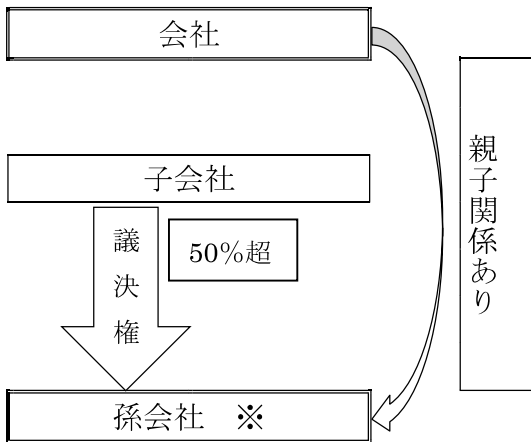 会社
子会社
議決権
50%超
孫会社 ※
親子関係あり